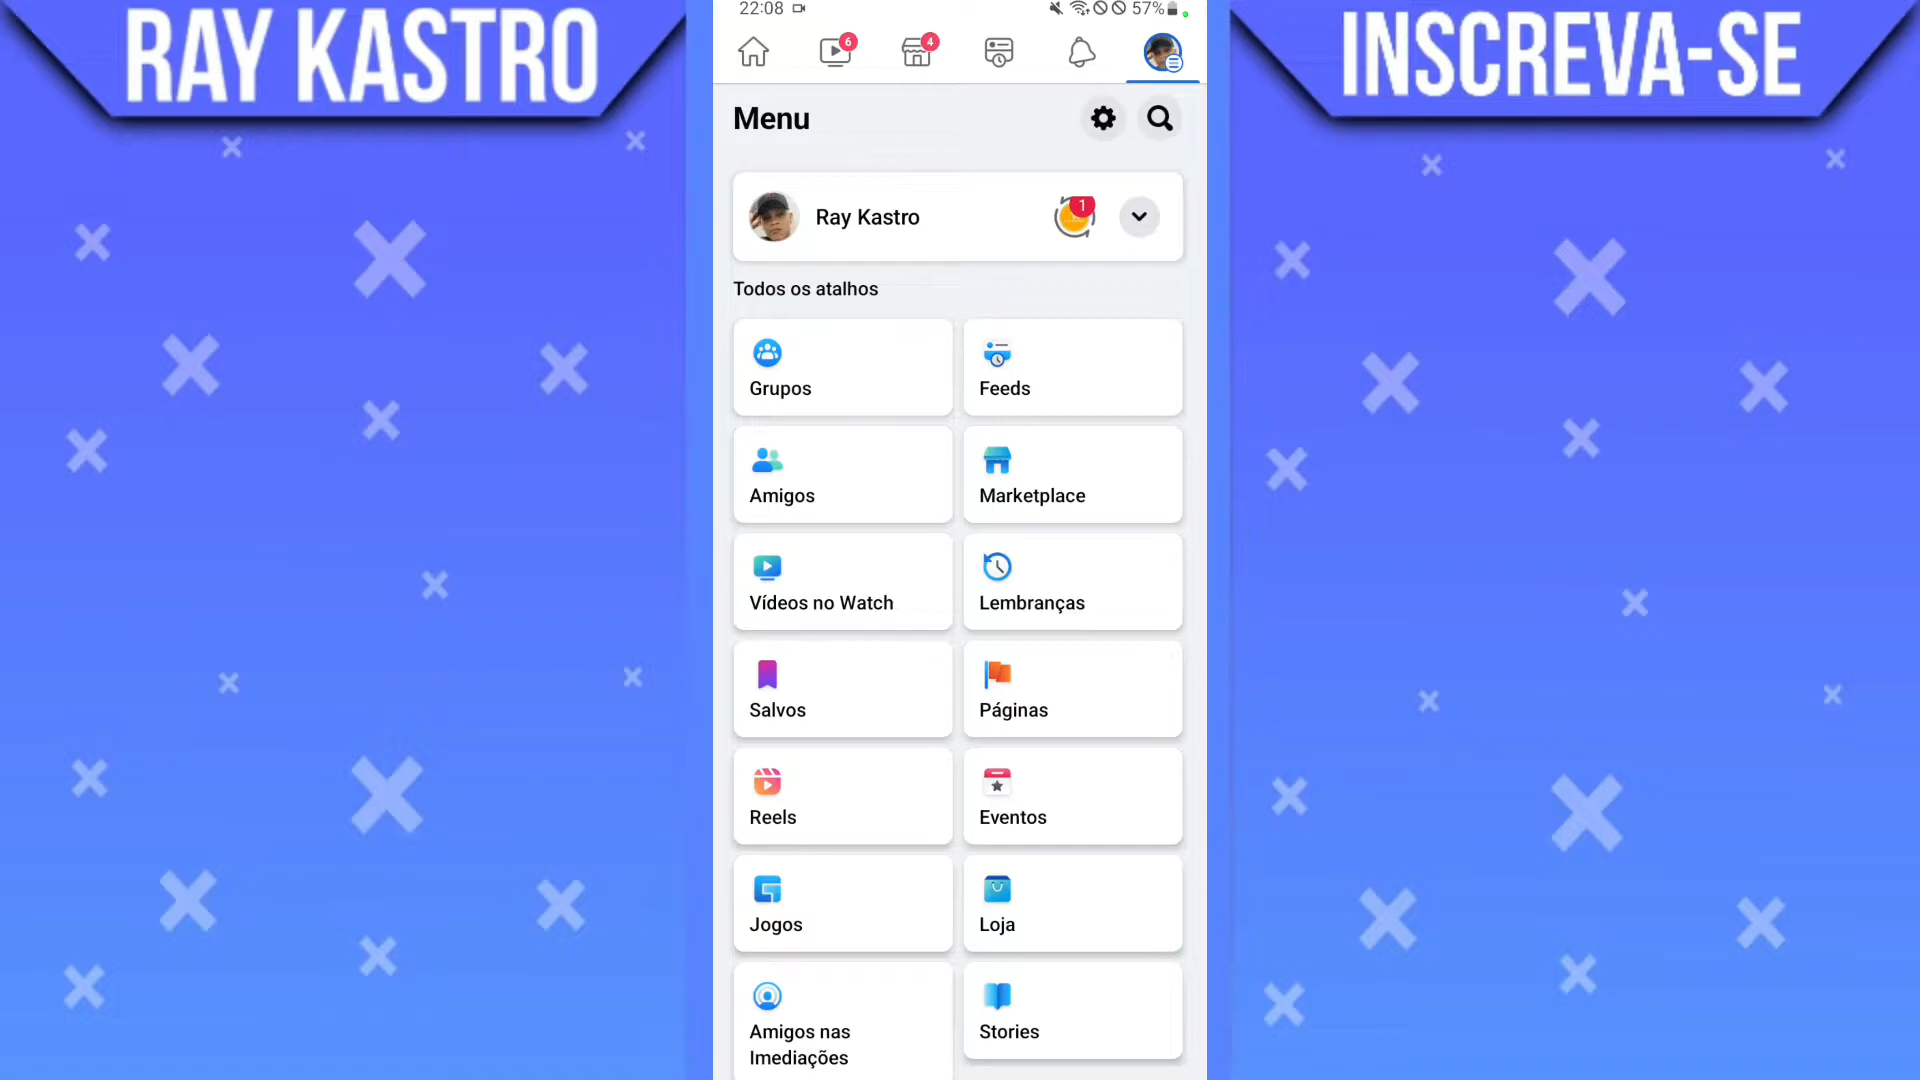 RAY KASTRO
INSCREVA-SE
22:08
57%
6
4
Menu
Ray Kastro
1
Todos os atalhos
Grupos
Feeds
Amigos
Marketplace
Vídeos no Watch
Lembranças
Salvos
Páginas
Reels
Eventos
Jogos
Loja
Amigos nas
Imediações
Stories